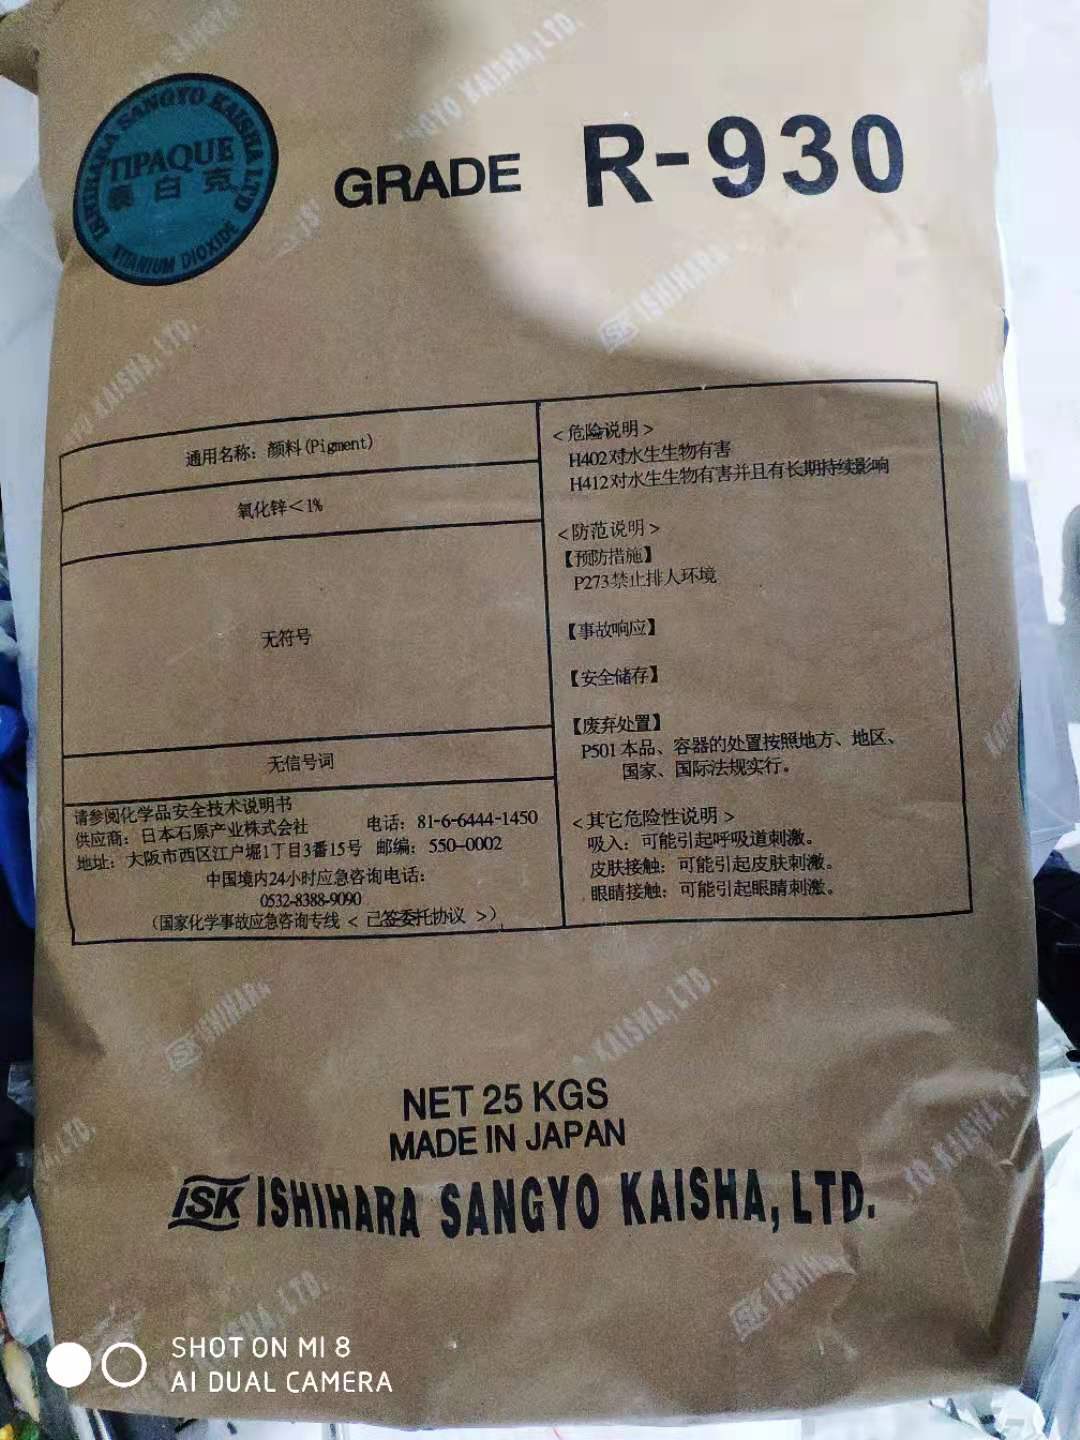 ISHIHARA SANGYO KAISHA LTD
TIPAQUE
泰白克
TITANIUM DIOXIDE
GRADE R-930
通用名称：颜料(Pigment)
氧化锌＜1%
无符号
无信号词
请参阅化学品安全技术说明书
供应商：日本石原产业株式会社 电话：81-6-6444-1450
地址：大阪市西区江户堀1丁目3番15号 邮编：550-0002
中国境内24小时应急咨询电话：
0532-8388-9090
（国家化学事故应急咨询专线 ＜ 已签委托协议 ＞）
＜危险说明＞
H402对水生生物有害
H412对水生生物有害并且有长期持续影响
＜防范说明＞
【预防措施】
P273禁止排人环境
【事故响应】
【安全储存】
【废弃处置】
P501本品、容器的处置按照地方、地区、
国家、国际法规实行。
＜其它危险性说明＞
吸入：可能引起呼吸道刺激。
皮肤接触：可能引起皮肤刺激。
眼睛接触：可能引起眼睛刺激。
NET 25 KGS
MADE IN JAPAN
ISK ISHIHARA SANGYO KAISHA, LTD.
SHOT ON MI 8
AI DUAL CAMERA